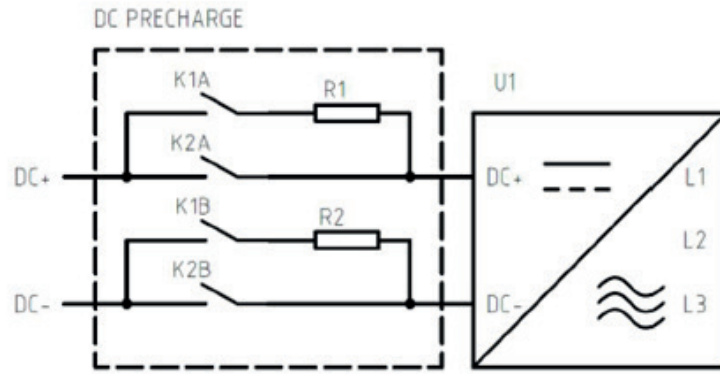 DC PRECHARGE
K1A
R1
U1
K2A
DC+
DC+
L1
K1B
R2
L2
K2B
DC-
DC-
L3